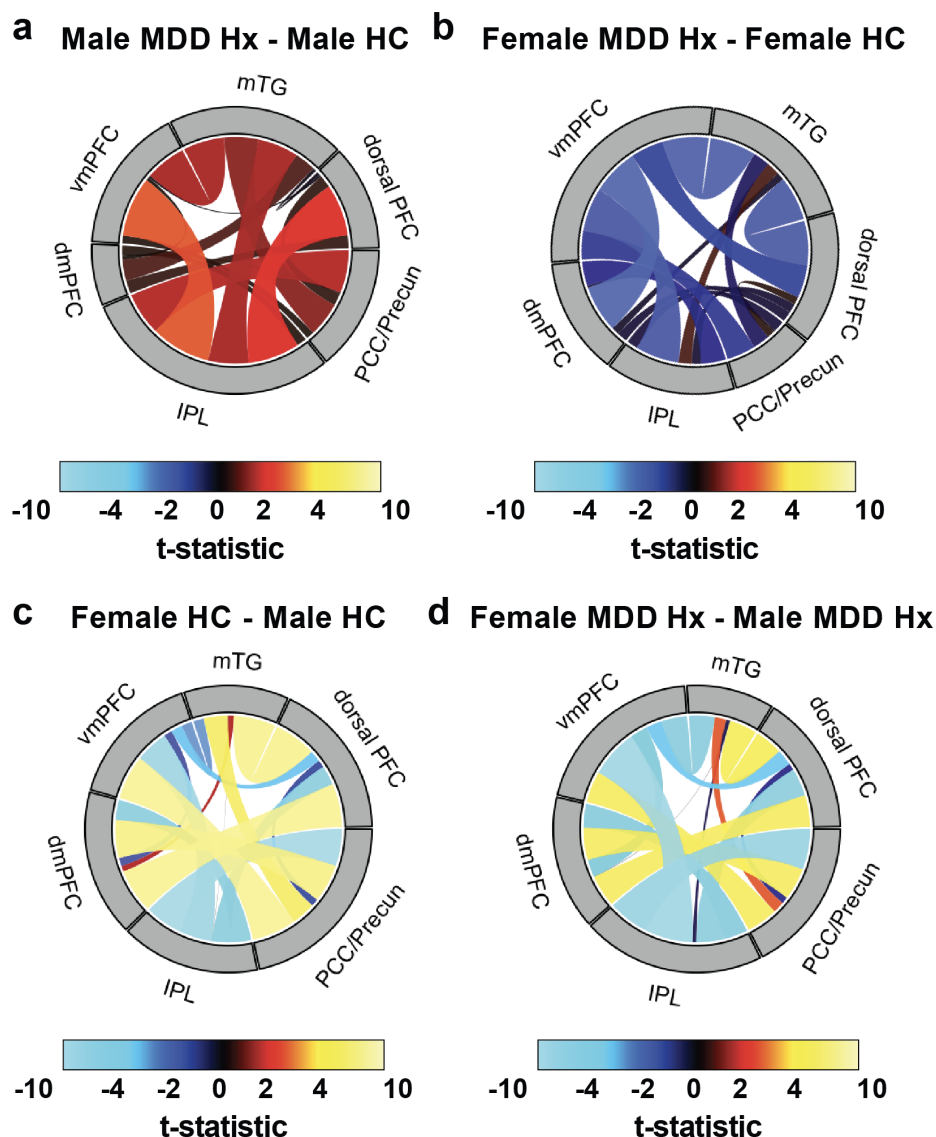 a Male MDD Hx - Male HC
mTG
vmPFC
dorsal PFC
dmPFC
PCC/Precun
IPL
-10 -4 -2 0 2 4 10
t-statistic
b Female MDD Hx - Female HC
vmPFC
mTG
dmPFC
dorsal PFC
IPL
PCC/Precun
-10 -4 -2 0 2 4 10
t-statistic
c Female HC - Male HC
mTG
vmPFC
dorsal PFC
dmPFC
PCC/Precun
IPL
-10 -4 -2 0 2 4 10
t-statistic
d Female MDD Hx - Male MDD Hx
mTG
vmPFC
dorsal PFC
dmPFC
PCC/Precun
IPL
-10 -4 -2 0 2 4 10
t-statistic